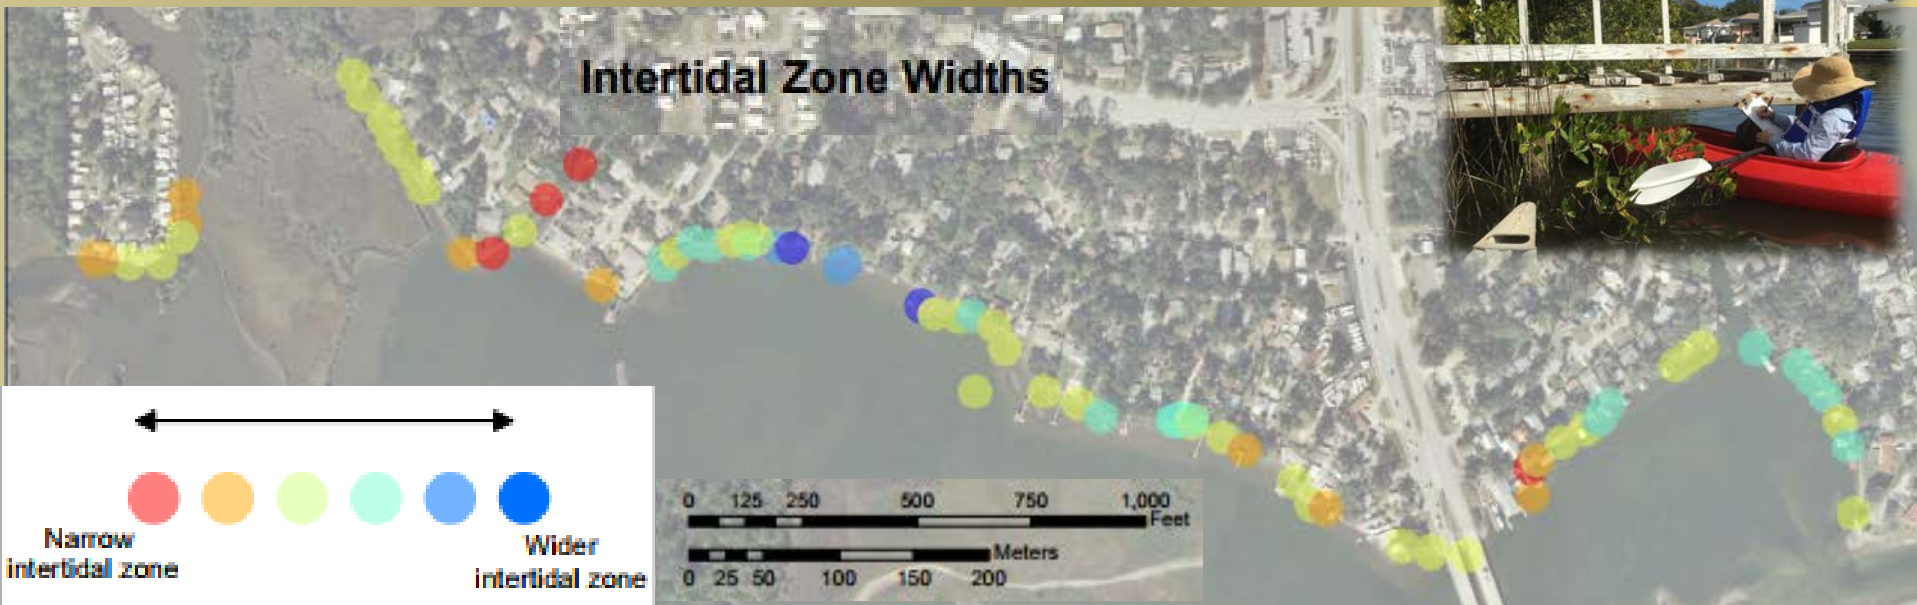 Intertidal Zone Widths
Narrow
intertidal zone
Wider
intertidal zone
0 125 250 500 750 1,000
Feet
Meters
0 25 50 100 150 200